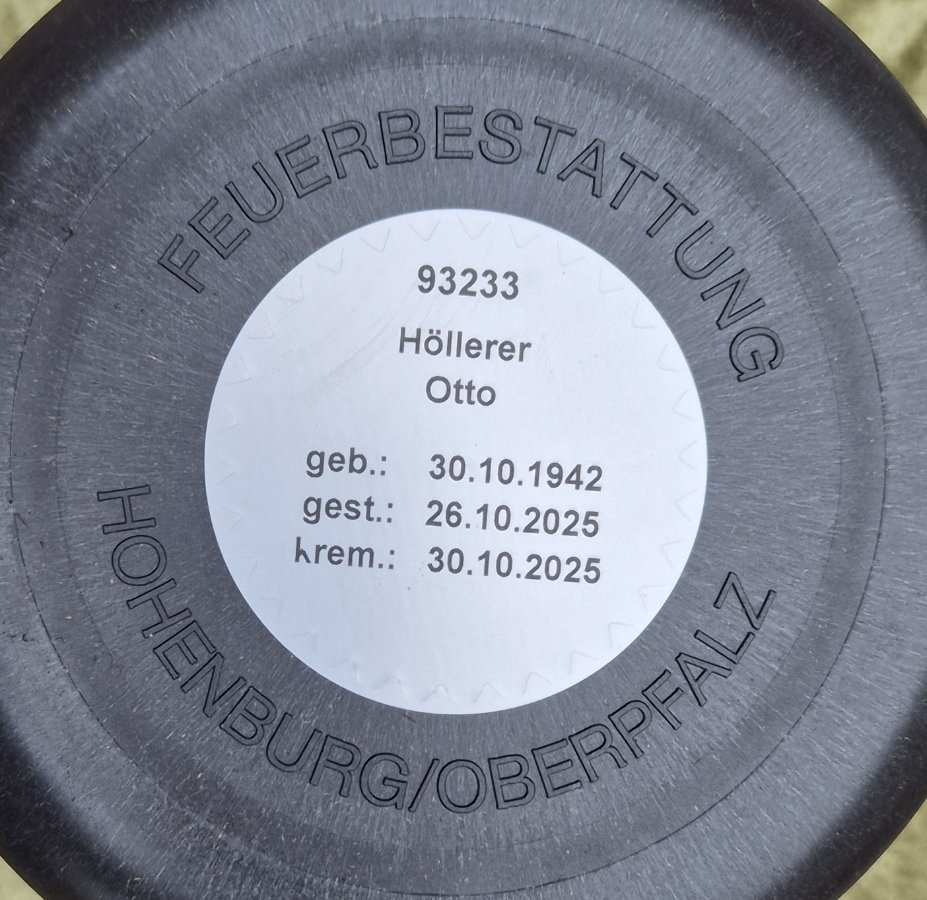 FEUERBESTATTUNG
93233
Höllerer
Otto
geb.: 30.10.1942
gest.: 26.10.2025
krem.: 30.10.2025
HOHENBURG/OBERPFALZ